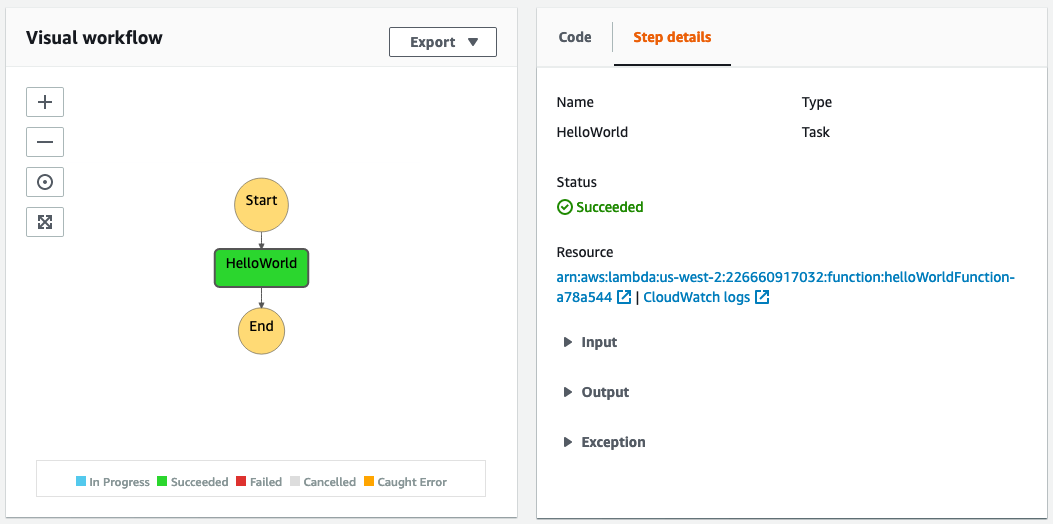 Visual workflow
Export
Start
HelloWorld
End
In Progress Succeeded Failed Cancelled Caught Error
Code Step details
Name Type
HelloWorld Task
Status
Succeeded
Resource
arn:aws:lambda:us-west-2:226660917032:function:helloWorldFunction-
a78a544 | CloudWatch logs
Input
Output
Exception